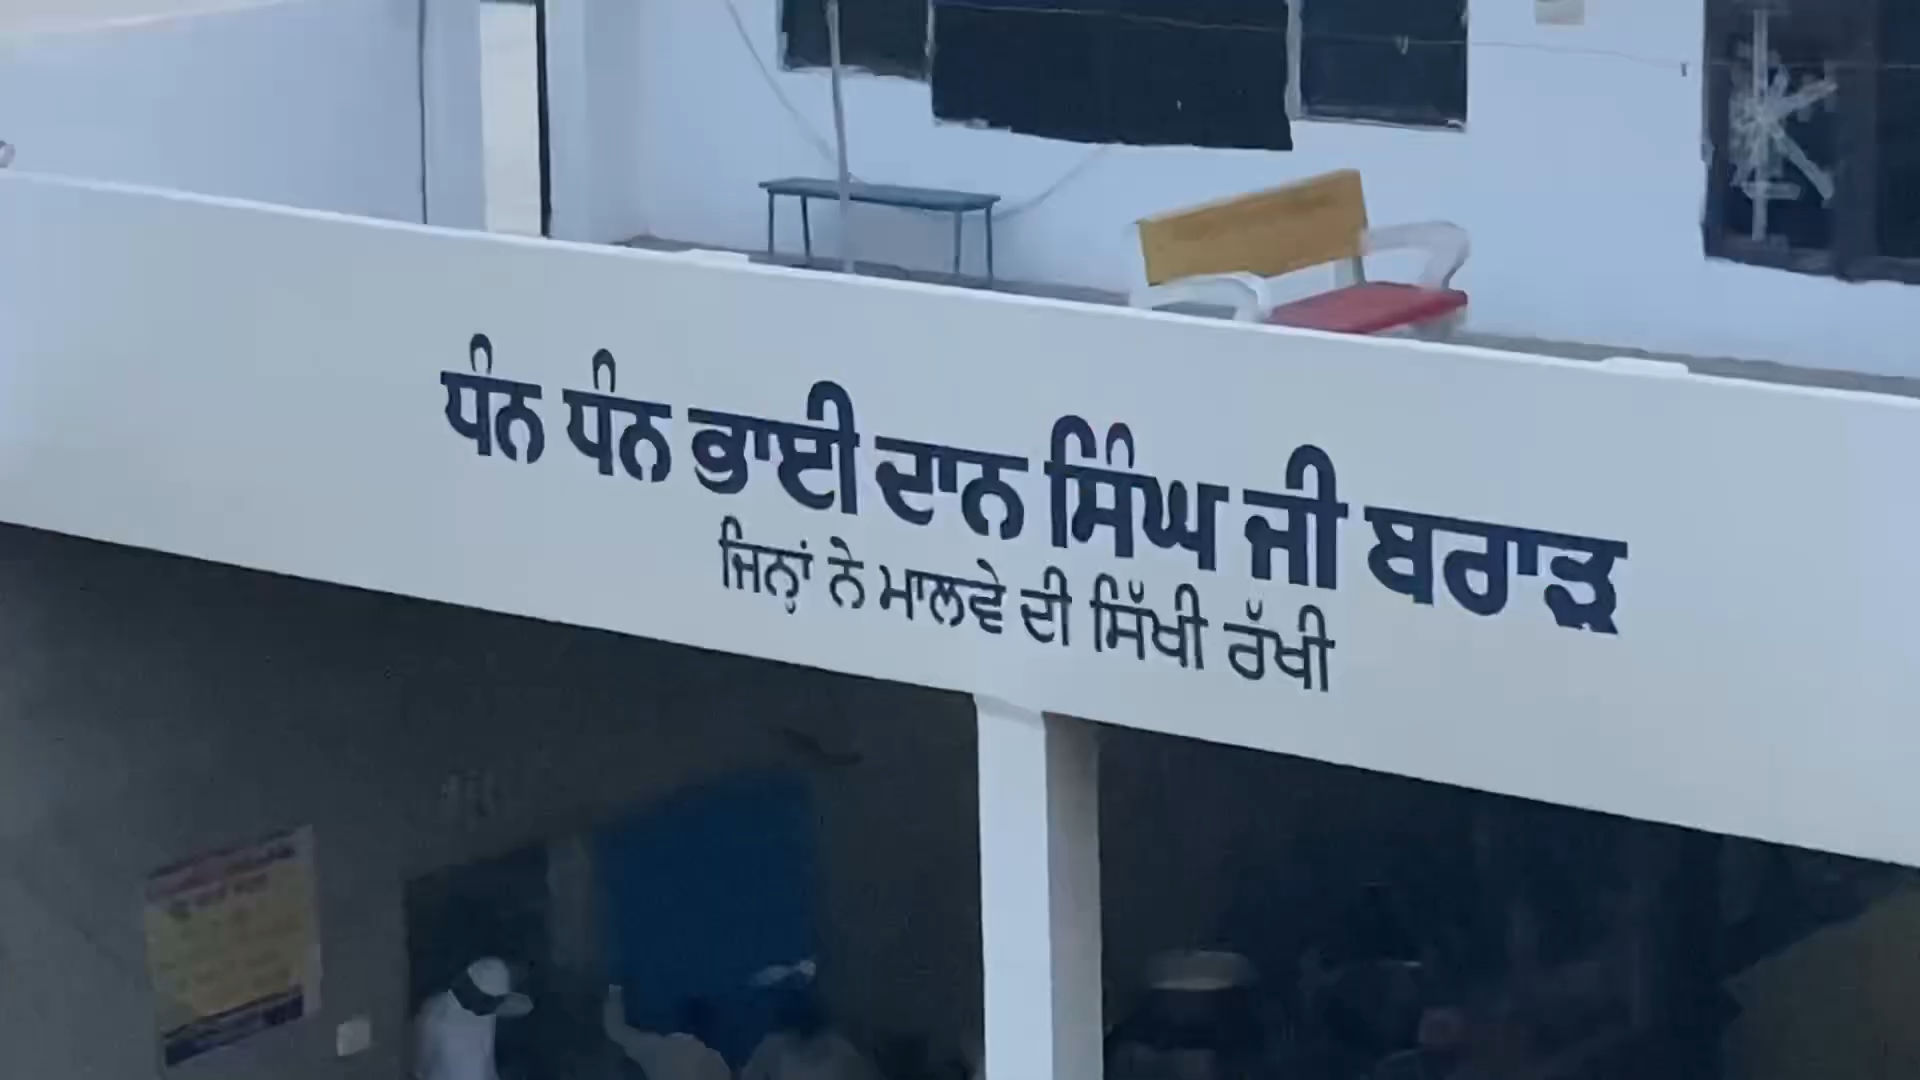 ਧੰਨ ਧੰਨ ਭਾਈ ਦਾਨ ਸਿੰਘ ਜੀ ਬਰਾੜ
ਜਿਨ੍ਹਾਂ ਨੇ ਮਾਲਵੇ ਦੀ ਸਿੱਖੀ ਰੱਖੀ